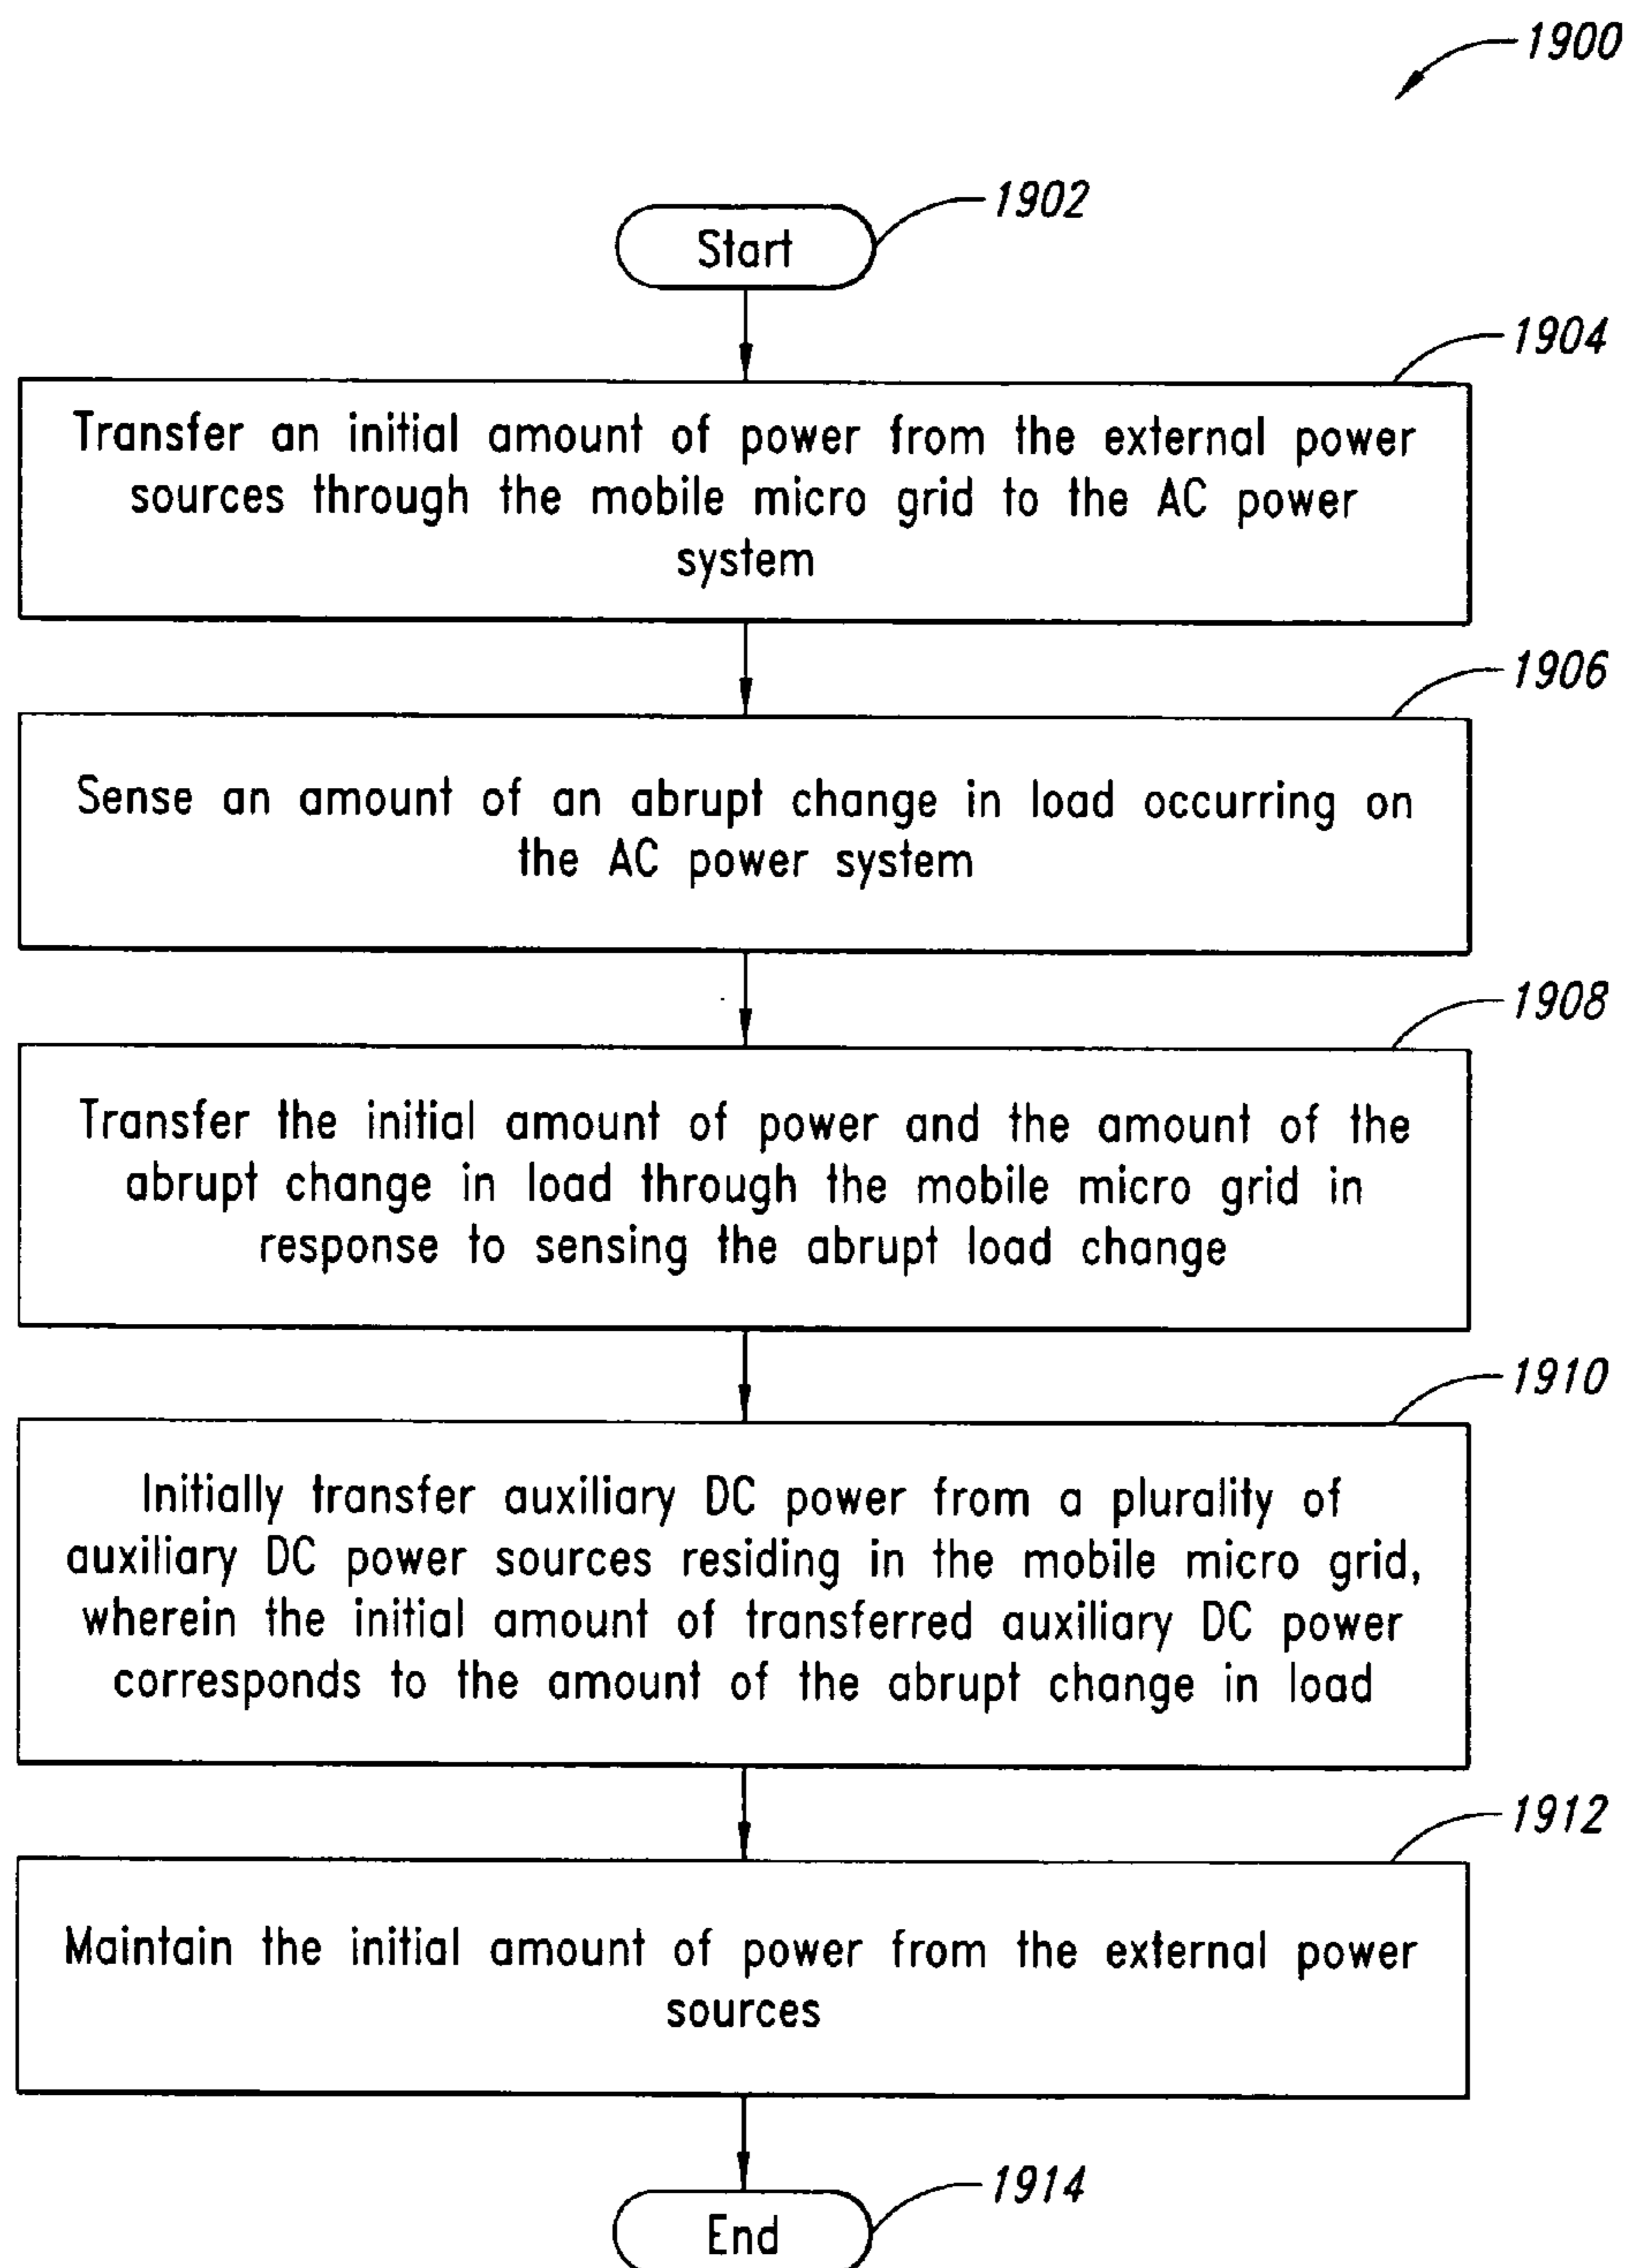 1900
1902
Start
1904
Transfer an initial amount of power from the external power
sources through the mobile micro grid to the AC power
system
1906
Sense an amount of an abrupt change in load occurring on
the AC power system
1908
Transfer the initial amount of power and the amount of the
abrupt change in load through the mobile micro grid in
response to sensing the abrupt load change
1910
Initially transfer auxiliary DC power from a plurality of
auxiliary DC power sources residing in the mobile micro grid,
wherein the initial amount of transferred auxiliary DC power
corresponds to the amount of the abrupt change in load
1912
Maintain the initial amount of power from the external power
sources
1914
End